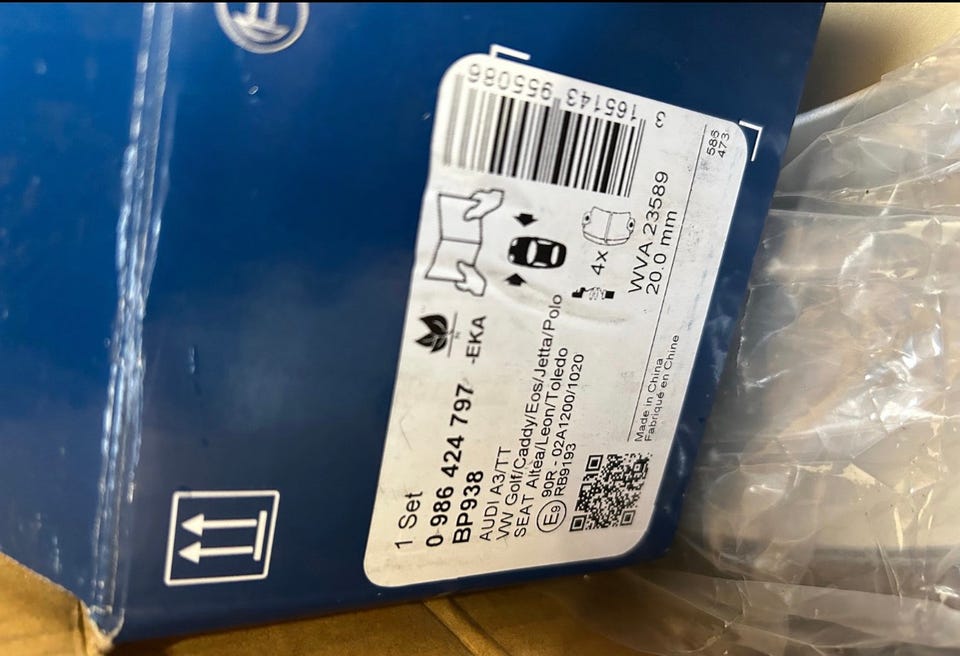 1 Set
0 986 424 797 -EKA
BP938
AUDI A3/TT
VW Golf/Caddy/Eos/Jetta/Polo
SEAT Altea/Leon/Toledo
E9 90R - 02A1200/1020
RB9193
4x
WVA 23589
20.0 mm
Made in China
Fabriqué en Chine
3 165143 955086
586
473